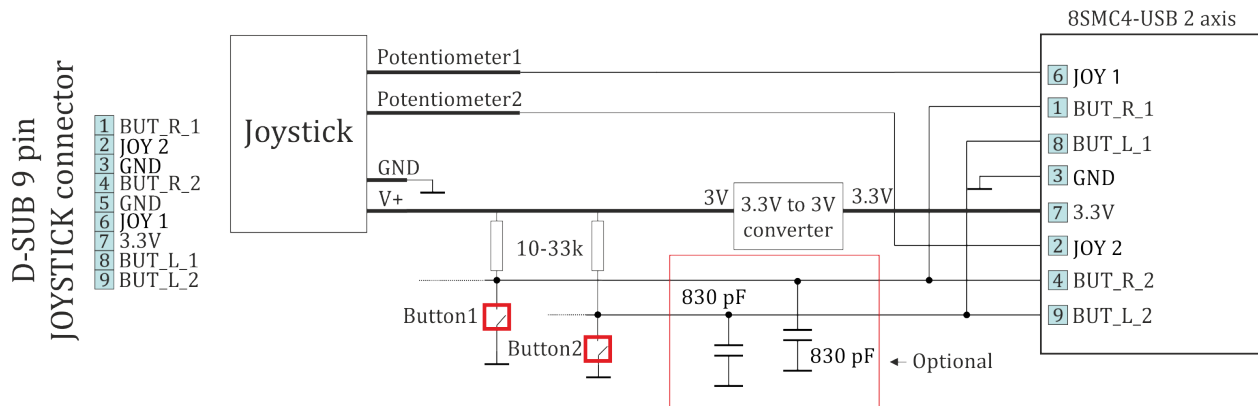 8SMC4-USB 2 axis
D-SUB 9 pin
JOYSTICK connector
1 BUT_R_1
2 JOY 2
3 GND
4 BUT_R_2
5 GND
6 JOY 1
7 3.3V
8 BUT_L_1
9 BUT_L_2
Joystick
Potentiometer1
Potentiometer2
GND
V+
3V
3.3V to 3V
converter
3.3V
10-33k
Button1
Button2
830 pF
830 pF
Optional
6 JOY 1
1 BUT_R_1
8 BUT_L_1
3 GND
7 3.3V
2 JOY 2
4 BUT_R_2
9 BUT_L_2